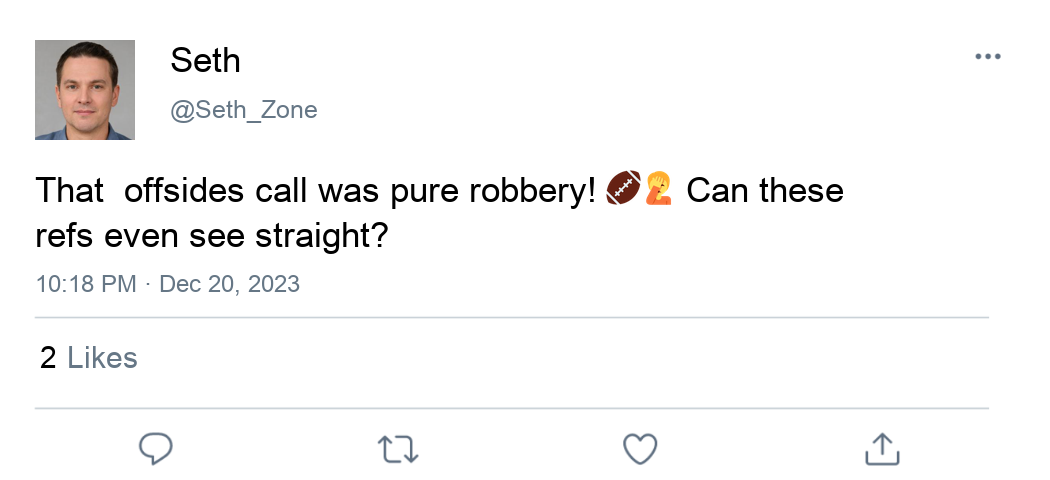 Seth
@Seth_Zone
That  offsides call was pure robbery! 🏈🤦 Can these
refs even see straight?
10:18 PM · Dec 20, 2023
2 Likes